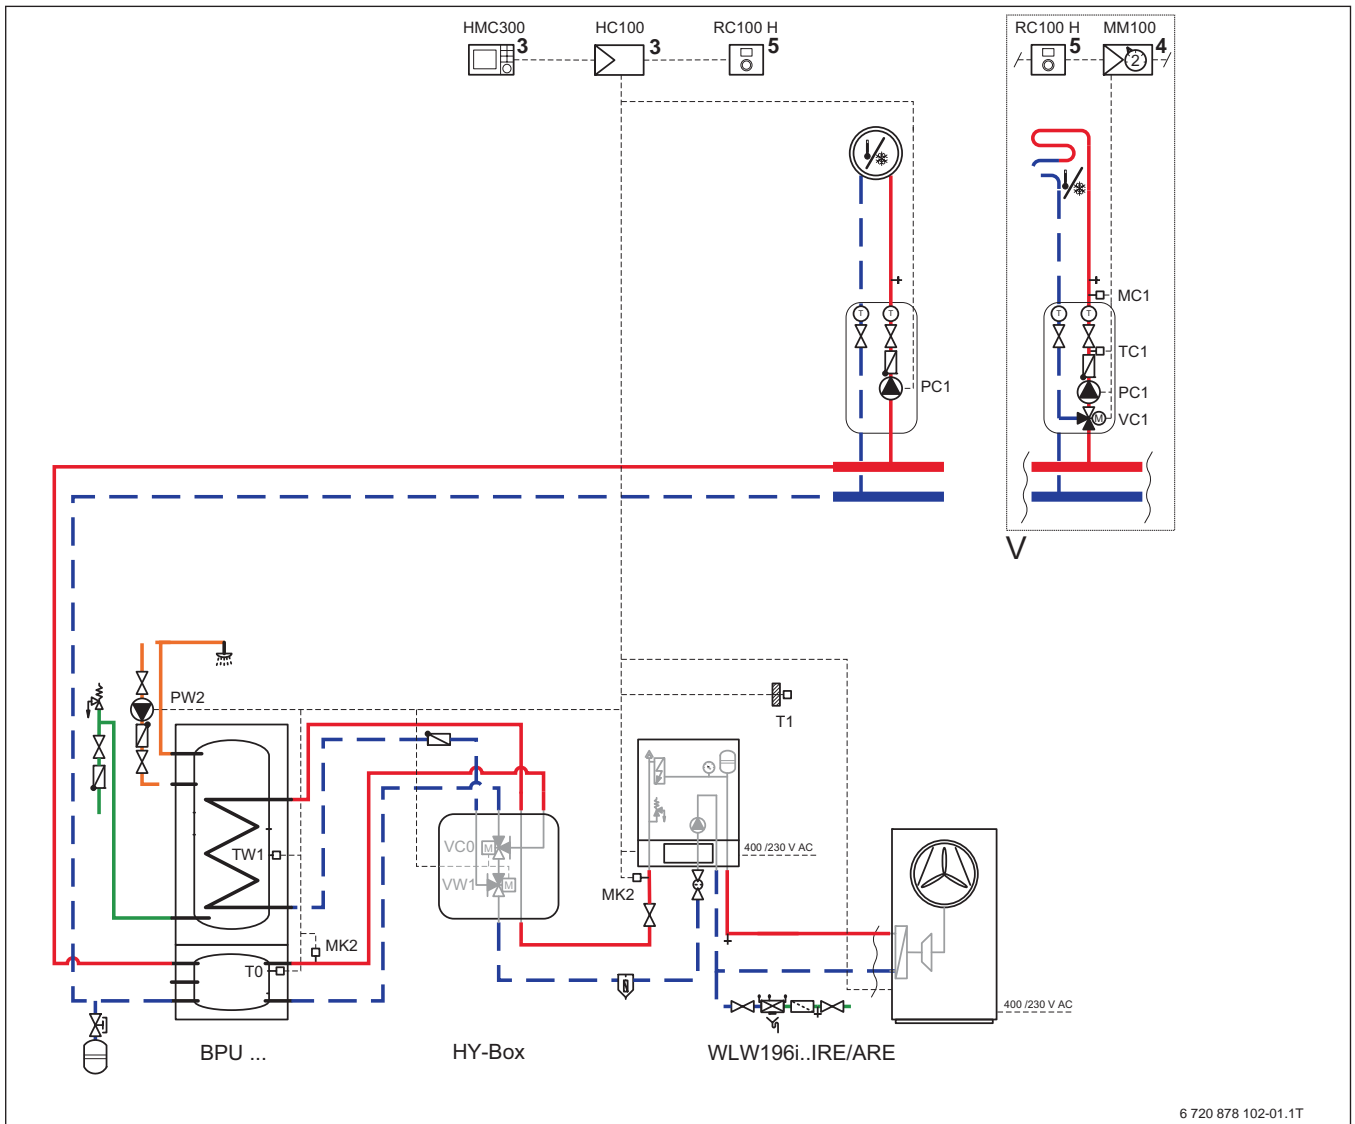 HMC300 HC100 RC100 H RC100 H MM100
3 3 5 5 4
2
T T T T
MC1
TC1
PC1 PC1
M VC1
V
PW2
T1
VC0 M
400 /230 V AC
TW1
VW1 M
MK2
MK2
T0
400 /230 V AC
BPU ... HY-Box WLW196i..IRE/ARE
6 720 878 102-01.1T